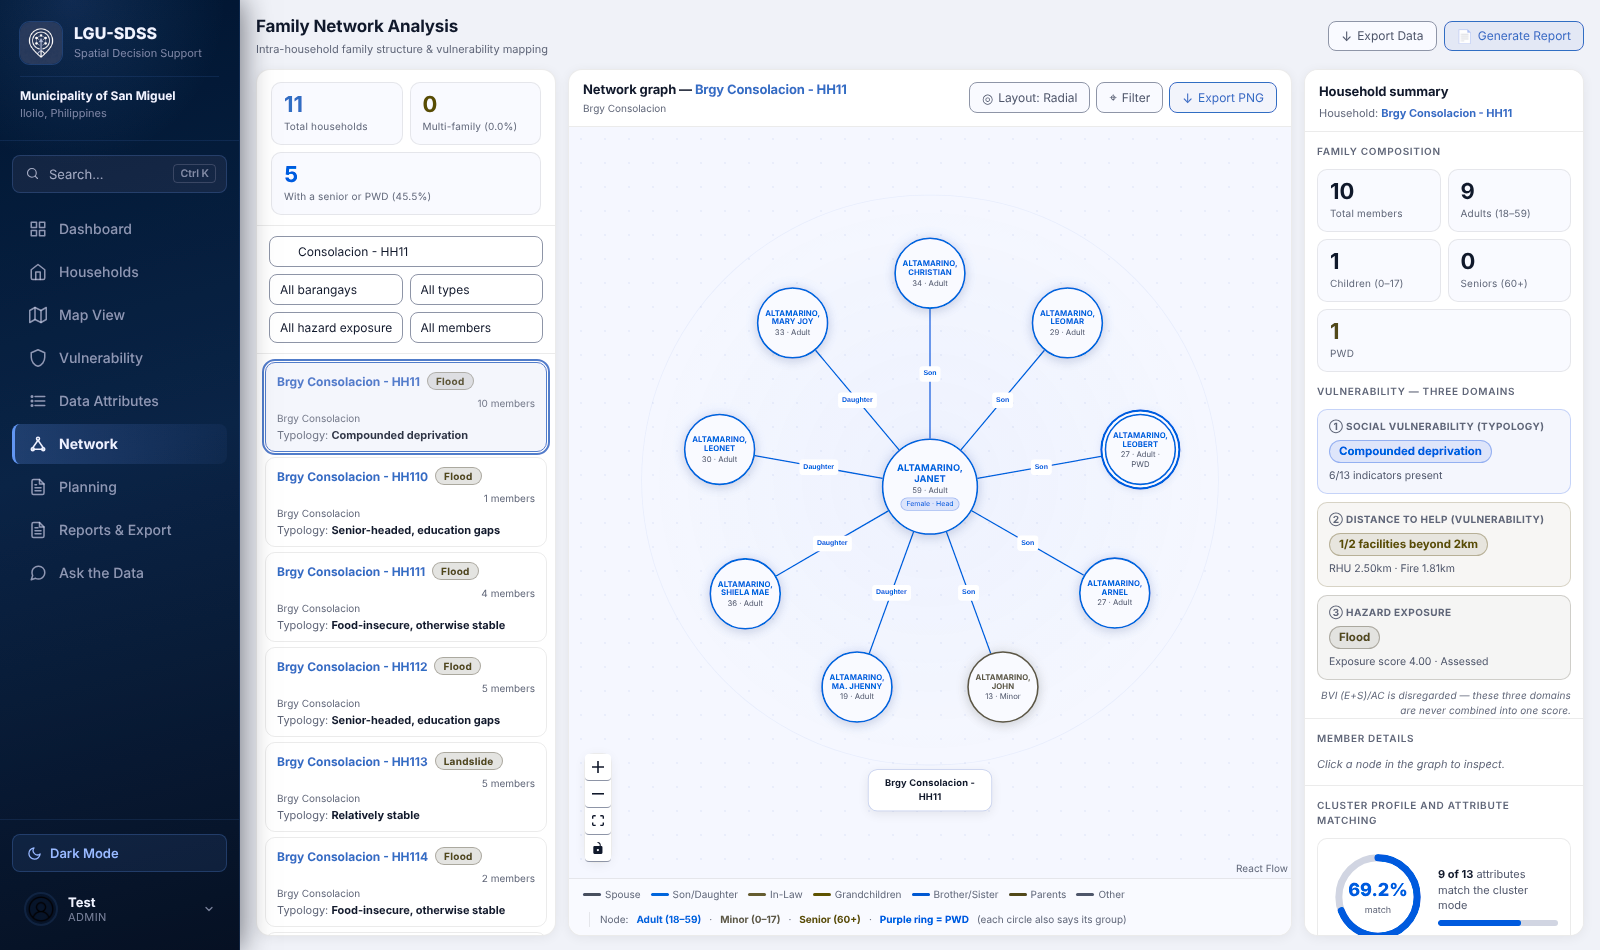 LGU-SDSS
Spatial Decision Support
Municipality of San Miguel
Iloilo, Philippines
Search...
Ctrl K
Dashboard
Households
Map View
Vulnerability
Data Attributes
Network
Planning
Reports & Export
Ask the Data
Dark Mode
Test
ADMIN
Family Network Analysis
Intra-household family structure & vulnerability mapping
↓ Export Data
Generate Report
11
Total households
0
Multi-family (0.0%)
5
With a senior or PWD (45.5%)
Consolacion - HH11
All barangays
All types
All hazard exposure
All members
Brgy Consolacion - HH11 Flood
10 members
Brgy Consolacion
Typology: Compounded deprivation
Brgy Consolacion - HH110 Flood
1 members
Brgy Consolacion
Typology: Senior-headed, education gaps
Brgy Consolacion - HH111 Flood
4 members
Brgy Consolacion
Typology: Food-insecure, otherwise stable
Brgy Consolacion - HH112 Flood
5 members
Brgy Consolacion
Typology: Senior-headed, education gaps
Brgy Consolacion - HH113 Landslide
5 members
Brgy Consolacion
Typology: Relatively stable
Brgy Consolacion - HH114 Flood
2 members
Brgy Consolacion
Typology: Food-insecure, otherwise stable
Network graph — Brgy Consolacion - HH11
Brgy Consolacion
◎ Layout: Radial
⌖ Filter
↓ Export PNG
ALTAMARINO,
CHRISTIAN
34 · Adult
ALTAMARINO,
MARY JOY
33 · Adult
ALTAMARINO,
LEOMAR
29 · Adult
Son
Daughter
Son
ALTAMARINO,
LEONET
30 · Adult
ALTAMARINO,
LEOBERT
27 · Adult ·
PWD
Daughter
Son
ALTAMARINO,
JANET
59 · Adult
Female · Head
Daughter
Son
ALTAMARINO,
SHIELA MAE
36 · Adult
ALTAMARINO,
ARNEL
27 · Adult
Daughter
Son
ALTAMARINO,
MA. JHENNY
19 · Adult
ALTAMARINO,
JOHN
13 · Minor
Brgy Consolacion -
HH11
React Flow
Spouse
Son/Daughter
In-Law
Grandchildren
Brother/Sister
Parents
Other
Node: Adult (18–59) · Minor (0–17) · Senior (60+) · Purple ring = PWD (each circle also says its group)
Household summary
Household: Brgy Consolacion - HH11
FAMILY COMPOSITION
10
Total members
9
Adults (18–59)
1
Children (0–17)
0
Seniors (60+)
1
PWD
VULNERABILITY — THREE DOMAINS
① SOCIAL VULNERABILITY (TYPOLOGY)
Compounded deprivation
6/13 indicators present
② DISTANCE TO HELP (VULNERABILITY)
1/2 facilities beyond 2km
RHU 2.50km · Fire 1.81km
③ HAZARD EXPOSURE
Flood
Exposure score 4.00 · Assessed
BVI (E+S)/AC is disregarded — these three domains
are never combined into one score.
MEMBER DETAILS
Click a node in the graph to inspect.
CLUSTER PROFILE AND ATTRIBUTE
MATCHING
69.2%
match
9 of 13 attributes
match the cluster
mode